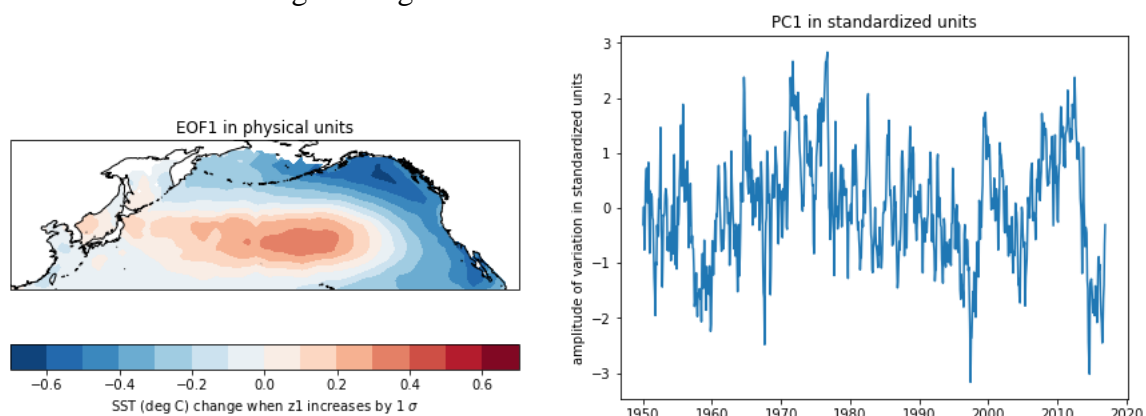 EOF1 in physical units
−0.6 −0.4 −0.2 0.0 0.2 0.4 0.6
SST (deg C) change when z1 increases by 1 σ
PC1 in standardized units
amplitude of variation in standardized units
3
2
1
0
−1
−2
−3
1950 1960 1970 1980 1990 2000 2010 2020